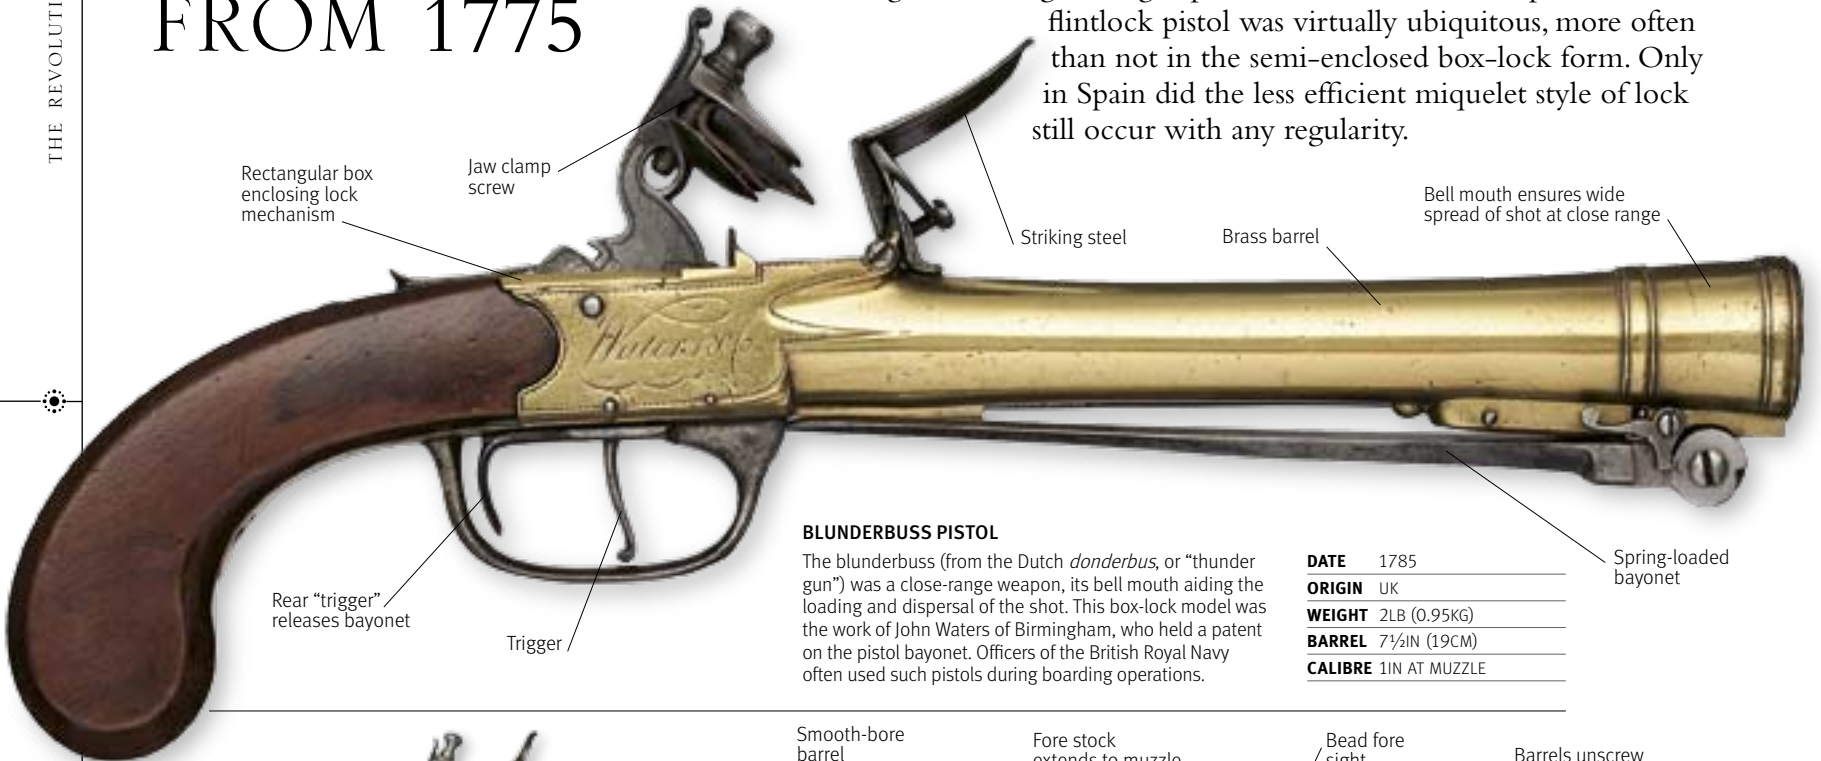 FROM 1775
THE REVOLUTI
flintlock pistol was virtually ubiquitous, more often
than not in the semi-enclosed box-lock form. Only
in Spain did the less efficient miquelet style of lock
still occur with any regularity.
Rectangular box
enclosing lock
mechanism
Jaw clamp
screw
Striking steel
Brass barrel
Bell mouth ensures wide
spread of shot at close range
Rear “trigger”
releases bayonet
Trigger
BLUNDERBUSS PISTOL
The blunderbuss (from the Dutch donderbus, or “thunder
gun”) was a close-range weapon, its bell mouth aiding the
loading and dispersal of the shot. This box-lock model was
the work of John Waters of Birmingham, who held a patent
on the pistol bayonet. Officers of the British Royal Navy
often used such pistols during boarding operations.
DATE 1785
ORIGIN UK
WEIGHT 2LB (0.95KG)
BARREL 7½IN (19CM)
CALIBRE 1IN AT MUZZLE
Spring-loaded
bayonet
Smooth-bore
barrel
Fore stock
extends to muzzle
Bead fore
sight
Barrels unscrew